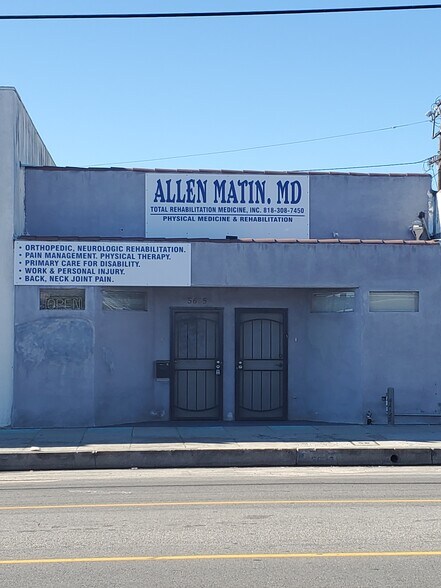 ALLEN MATIN, MD
TOTAL REHABILITATION MEDICINE, INC. 818-308-7450
PHYSICAL MEDICINE & REHABILITATION
• ORTHOPEDIC, NEUROLOGIC REHABILITATION.
• PAIN MANAGEMENT. PHYSICAL THERAPY.
• PRIMARY CARE FOR DISABILITY.
• WORK & PERSONAL INJURY.
• BACK, NECK JOINT PAIN.
OPEN